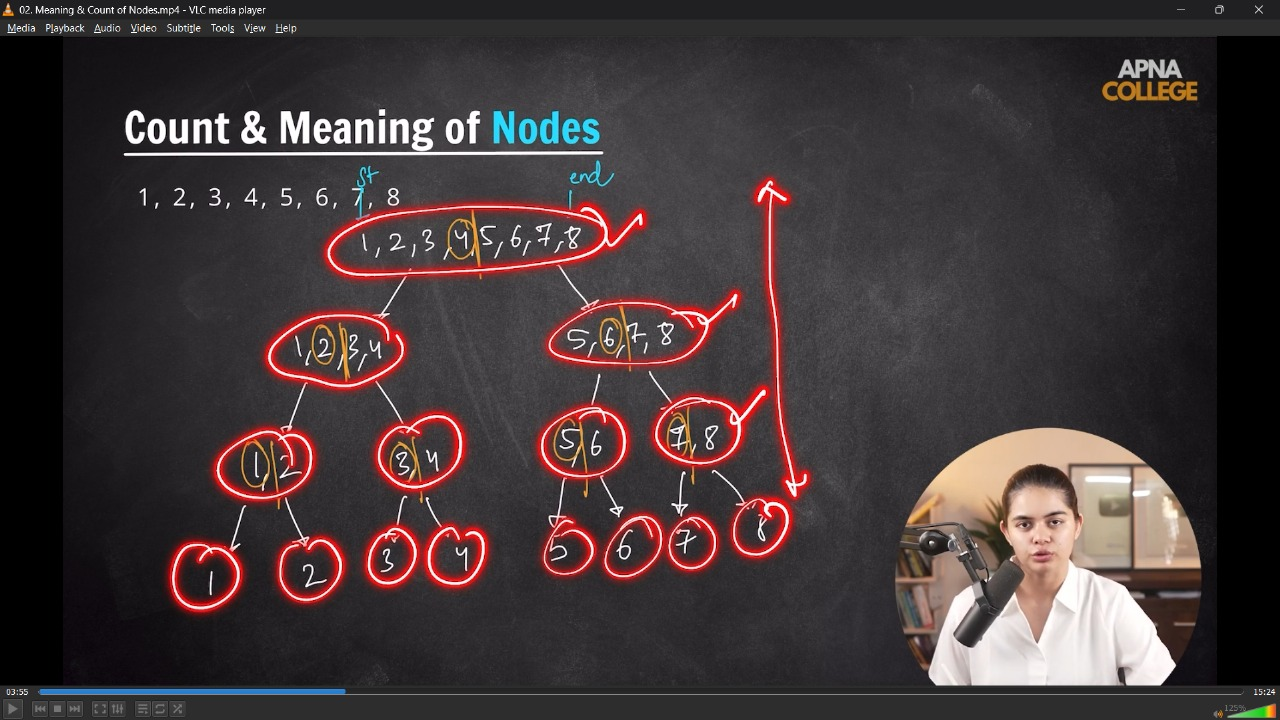 02. Meaning & Count of Nodes.mp4 - VLC media player
Media Playback Audio Video Subtitle Tools View Help
APNA
COLLEGE
Count & Meaning of Nodes
st end
1, 2, 3, 4, 5, 6, 7, 8
1, 2, 3, 4, 5, 6, 7, 8
1, 2, 3, 4 5, 6, 7, 8
1, 2 3, 4 5, 6 7, 8
1 2 3 4 5 6 7 8
03:55 15:24
125%